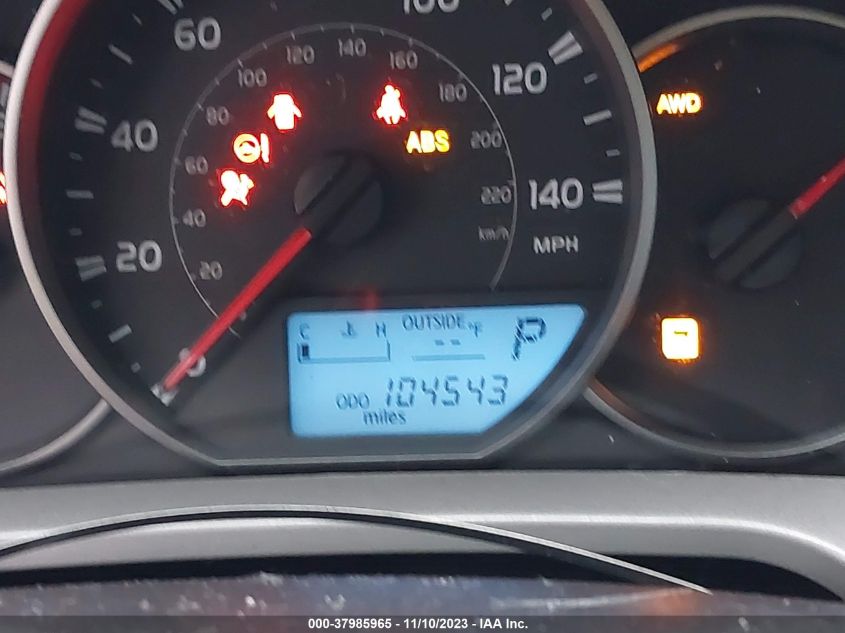 60
100
120 140
100 160
80 180 120
AWD
40 ABS 200
60
40 220 140
km/h
20 MPH
20
C H OUTSIDE °F P
--
0
ODO 104543
miles
000-37985965 - 11/10/2023 - IAA Inc.